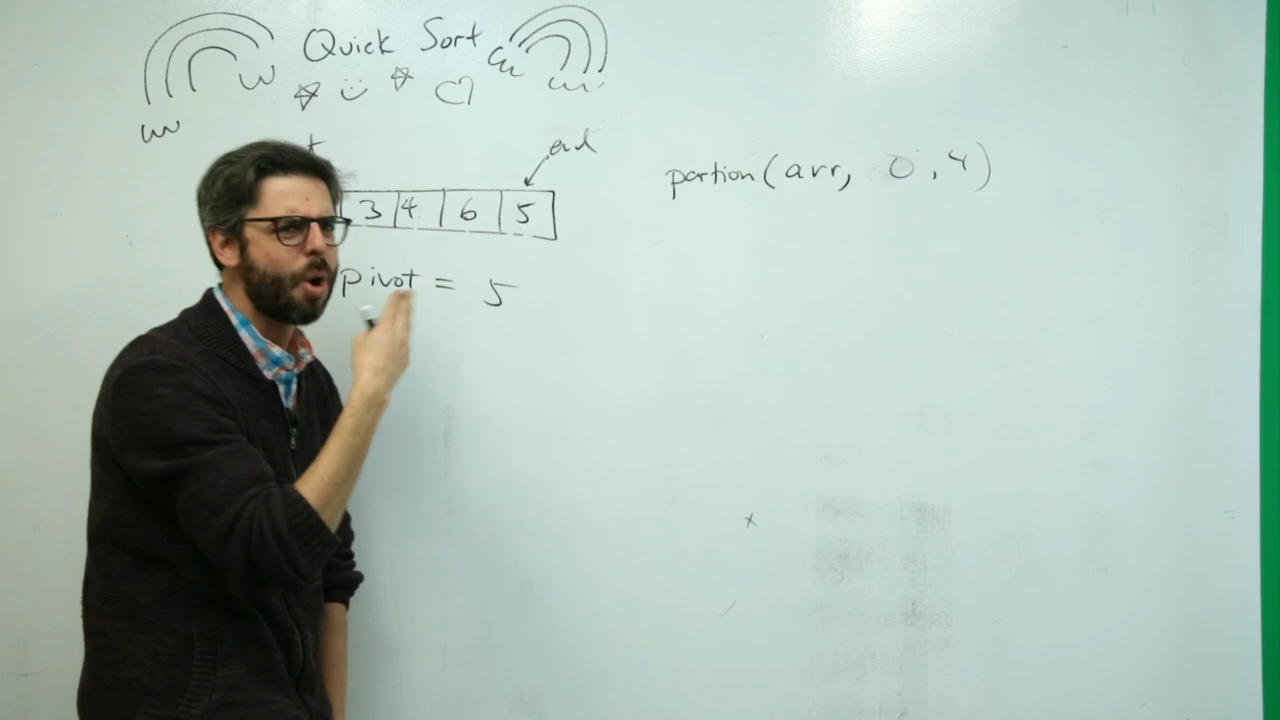 Quick Sort
end
portion(arr, 0, 4)
3 4 6 5
pivot = 5